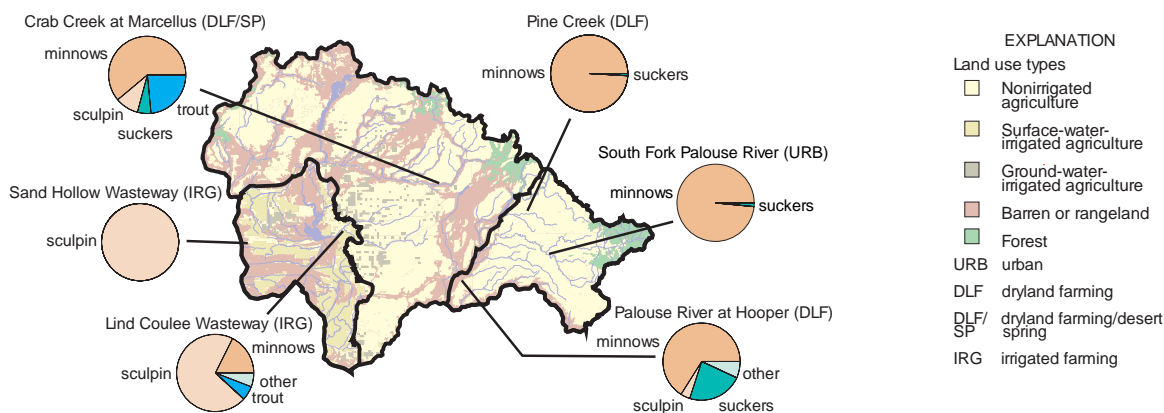 Crab Creek at Marcellus (DLF/SP)
minnows
sculpin
suckers
trout
Pine Creek (DLF)
minnows
suckers
South Fork Palouse River (URB)
minnows
suckers
Sand Hollow Wasteway (IRG)
sculpin
Lind Coulee Wasteway (IRG)
minnows
sculpin
other
trout
Palouse River at Hooper (DLF)
minnows
other
sculpin
suckers
EXPLANATION
Land use types
Nonirrigated
agriculture
Surface-water-
irrigated agriculture
Ground-water-
irrigated agriculture
Barren or rangeland
Forest
URB urban
DLF dryland farming
DLF/ dryland farming/desert
SP spring
IRG irrigated farming